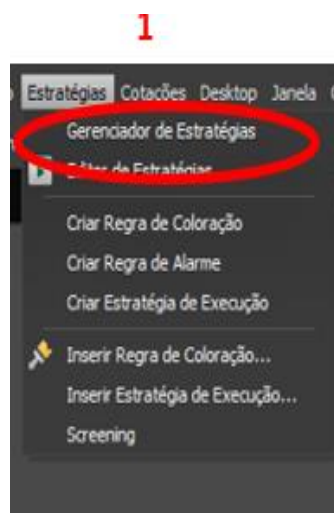 1
Estratégias Cotações Desktop Janela
Gerenciador de Estratégias
Editor de Estratégias
Criar Regra de Coloração
Criar Regra de Alarme
Criar Estratégia de Execução
Inserir Regra de Coloração...
Inserir Estratégia de Execução...
Screening